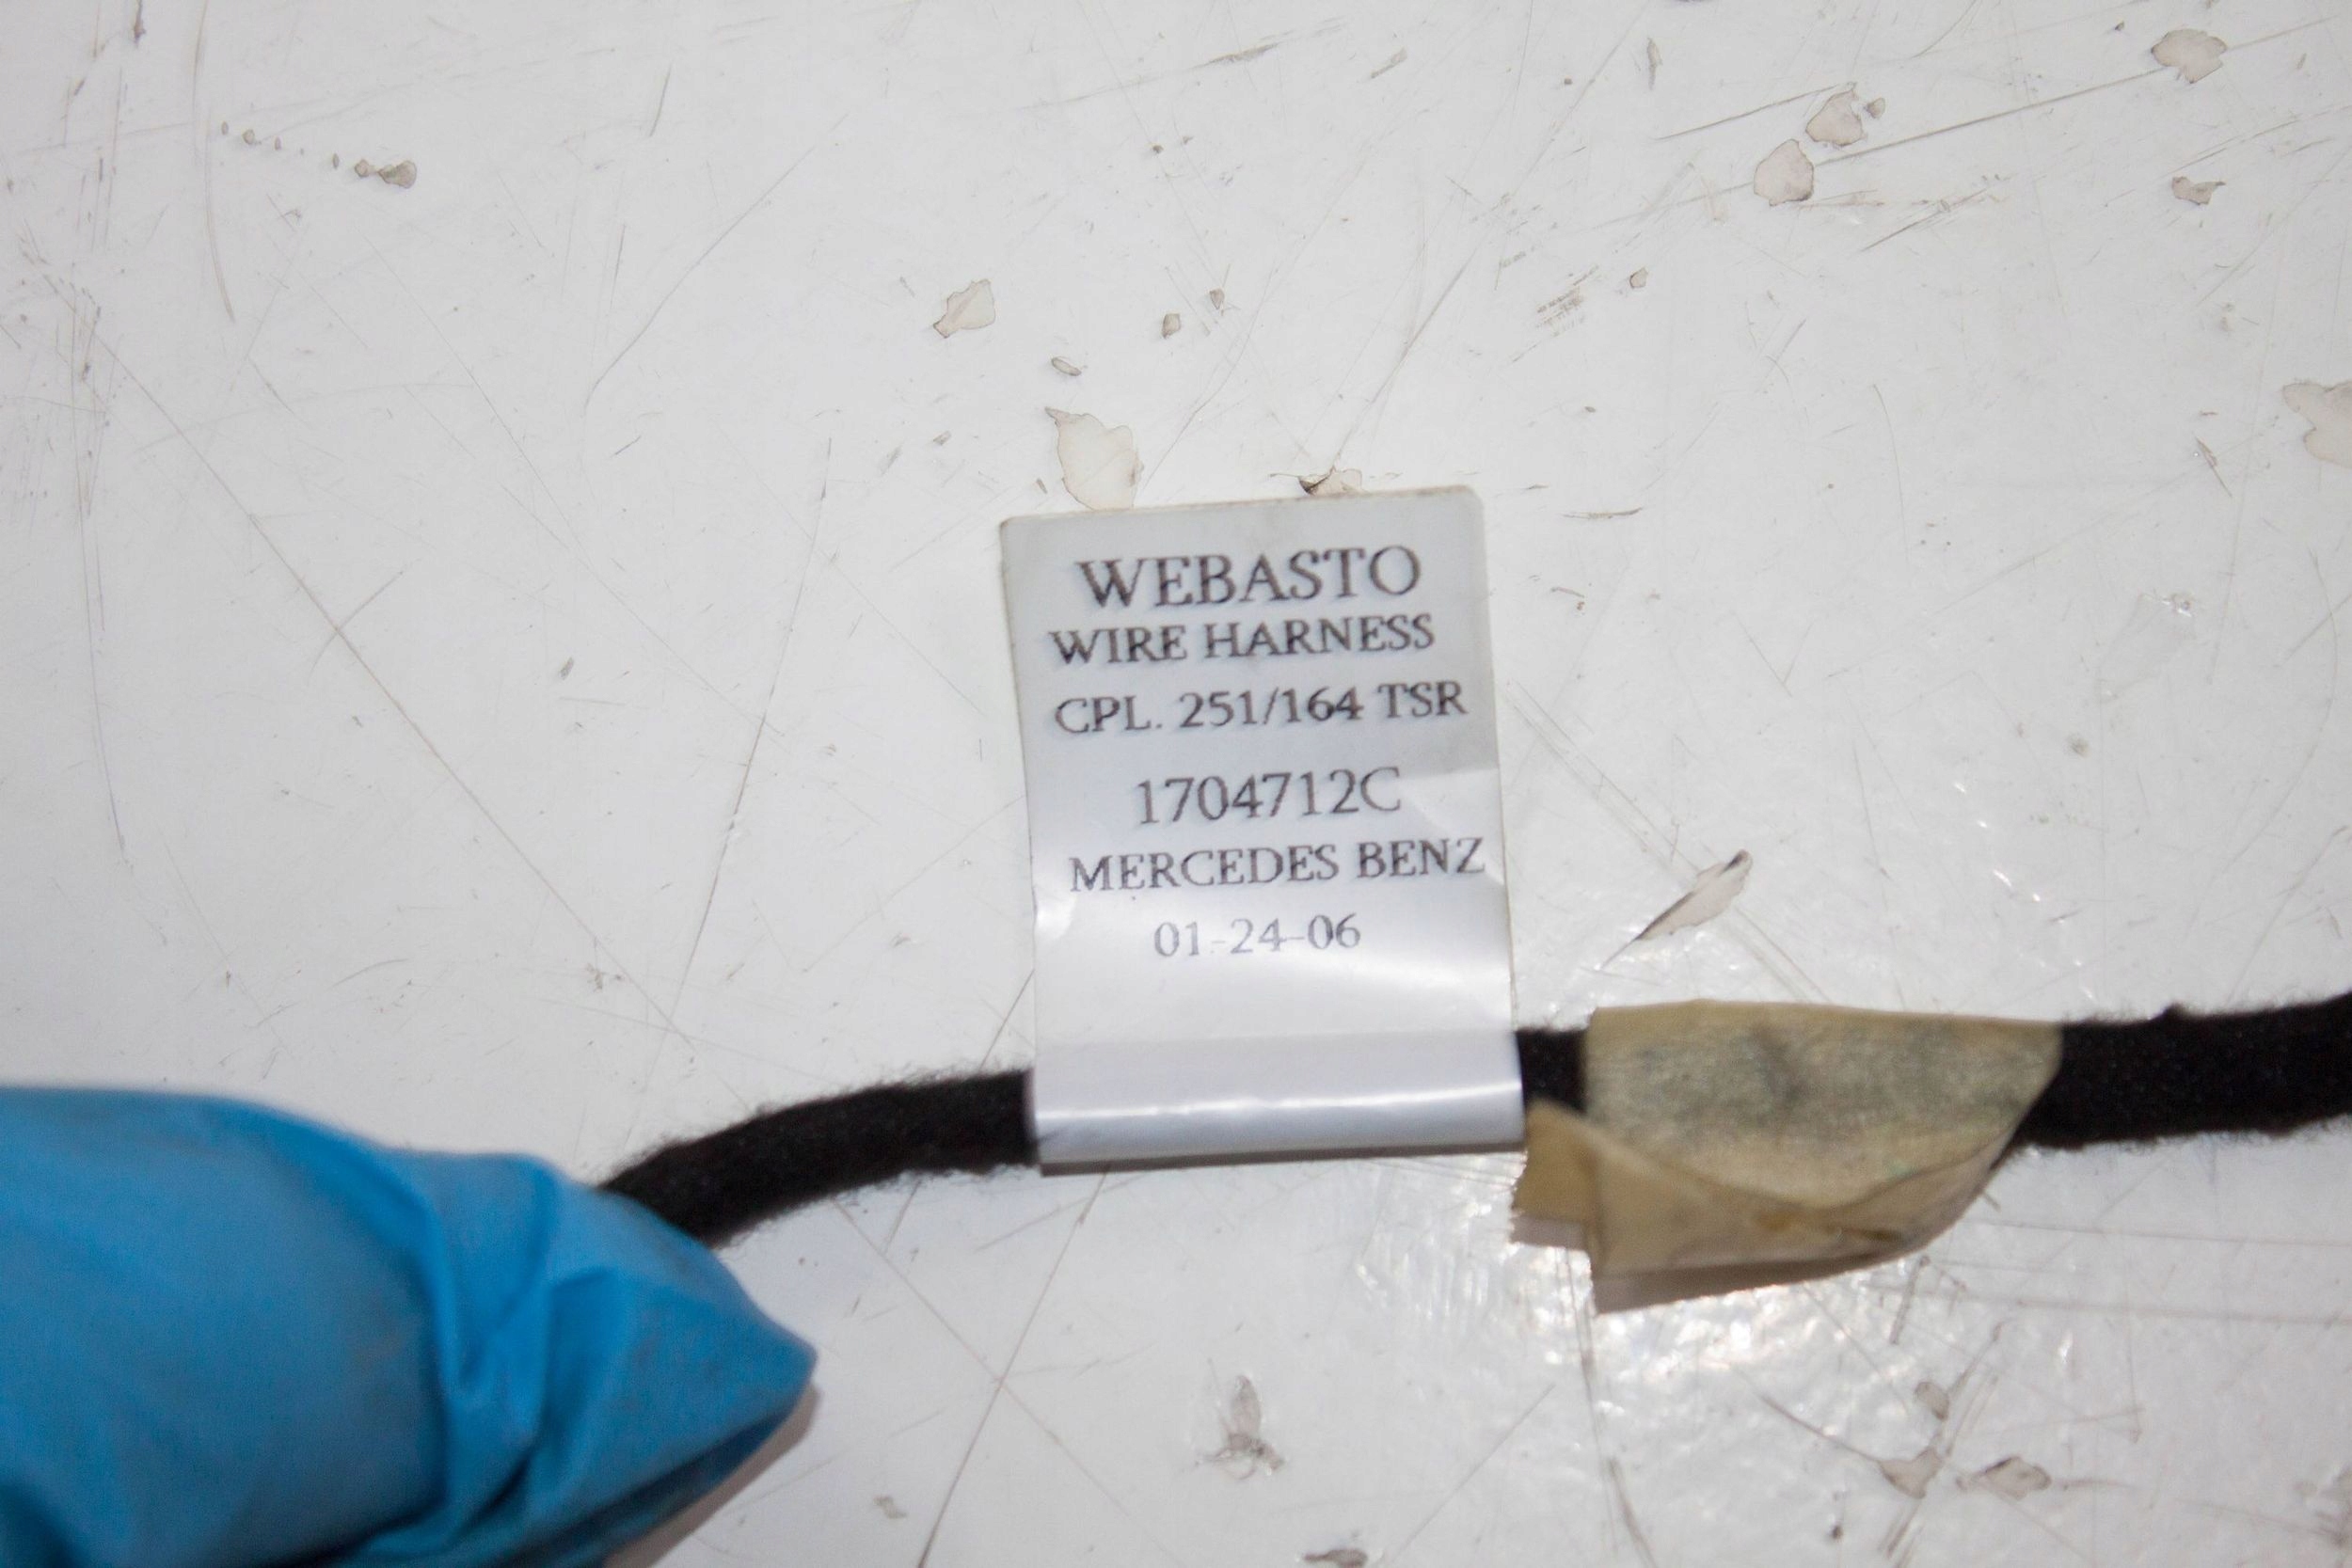 WEBASTO
WIRE HARNESS
CPL. 251/164 TSR
1704712C
MERCEDES BENZ
01-24-06